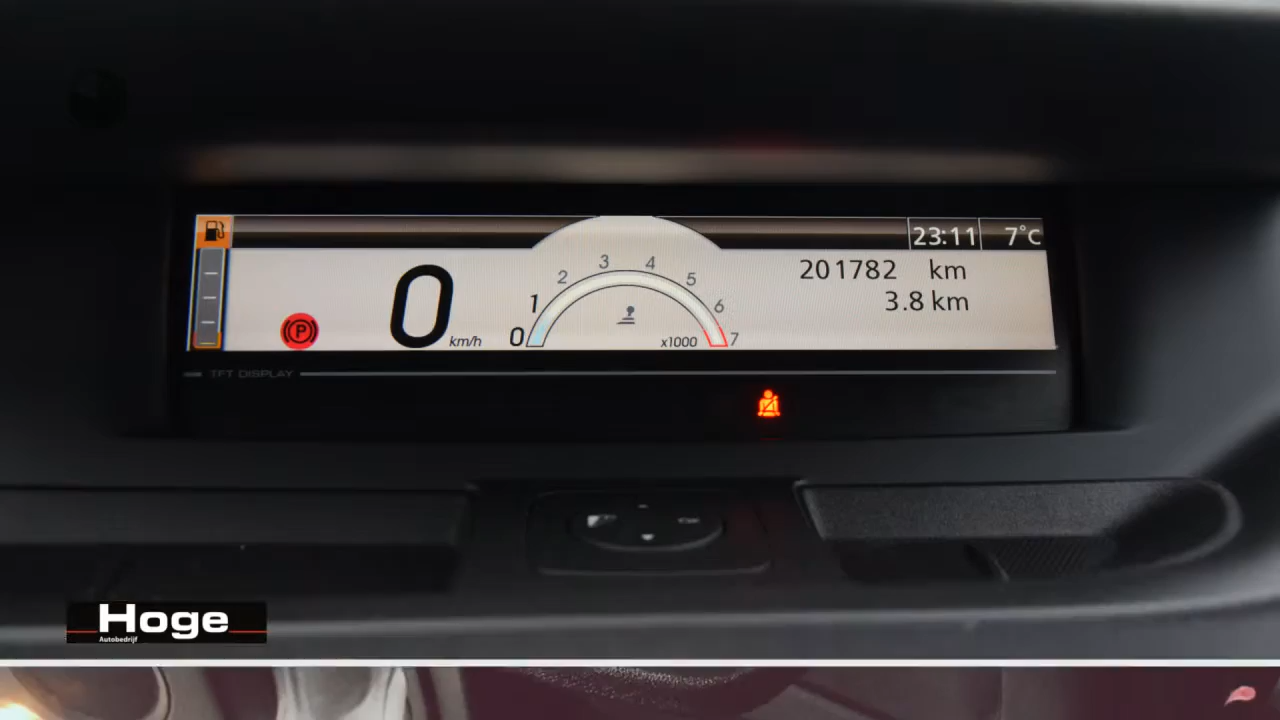 23:11 7°C
201782 km
3.8 km
0 km/h
0 1 2 3 4 5 6 7
x1000
P
TFT DISPLAY
Hoge
Autobedrijf